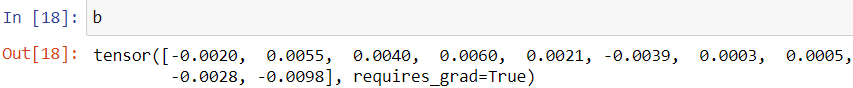 In [18]: b
Out[18]: tensor([-0.0020,  0.0055,  0.0040,  0.0060,  0.0021, -0.0039,  0.0003,  0.0005,
-0.0028, -0.0098], requires_grad=True)